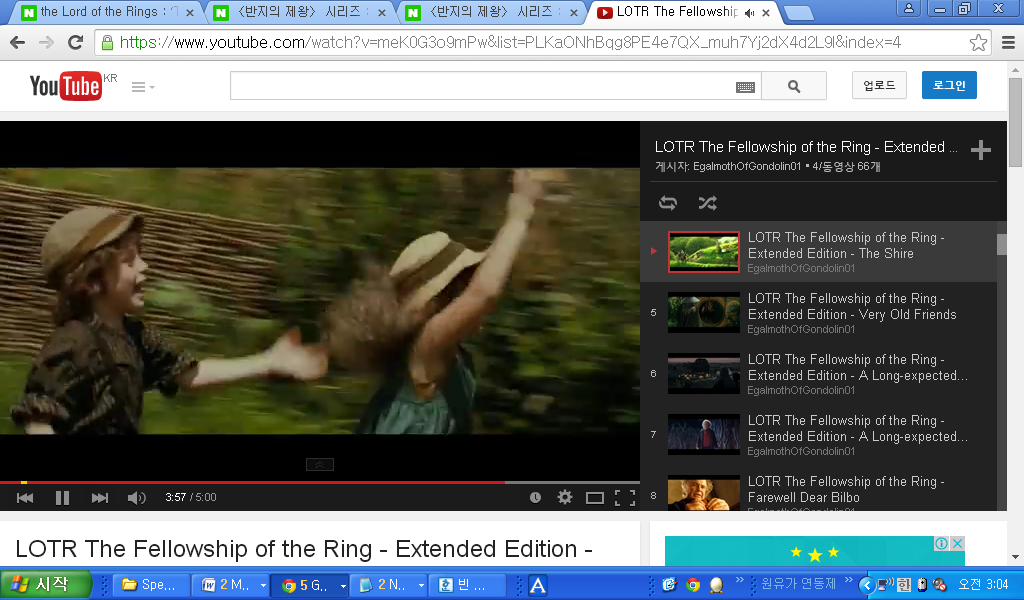 the Lord of the Rings
〈반지의 제왕〉 시리즈
〈반지의 제왕〉 시리즈
LOTR The Fellowship
https://www.youtube.com/watch?v=meK0G3o9mPw&list=PLKaONhBqg8PE4e7QX_muh7Yj2dX4d2L9l&index=4
YouTube KR
업로드
로그인
LOTR The Fellowship of the Ring - Extended ...
게시자: EgalmothOfGondolin01 • 4/동영상 66개
LOTR The Fellowship of the Ring -
Extended Edition - The Shire
EgalmothOfGondolin01
5
LOTR The Fellowship of the Ring -
Extended Edition - Very Old Friends
EgalmothOfGondolin01
6
LOTR The Fellowship of the Ring -
Extended Edition - A Long-expected...
EgalmothOfGondolin01
7
LOTR The Fellowship of the Ring -
Extended Edition - A Long-expected...
EgalmothOfGondolin01
8
LOTR The Fellowship of the Ring -
Farewell Dear Bilbo
EgalmothOfGondolin01
3:57 / 5:00
LOTR The Fellowship of the Ring - Extended Edition -
시작
Spe...
2 M...
5 G...
2 N...
빈 ...
A
원유가 연동제
한
오전 3:04